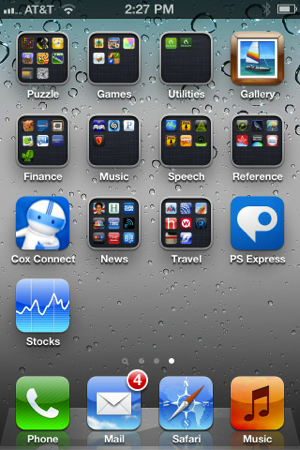 AT&T 2:27 PM
Puzzle Games Utilities Gallery
Finance Music Speech Reference
Cox Connect News Travel PS Express
Stocks
4
Phone Mail Safari Music